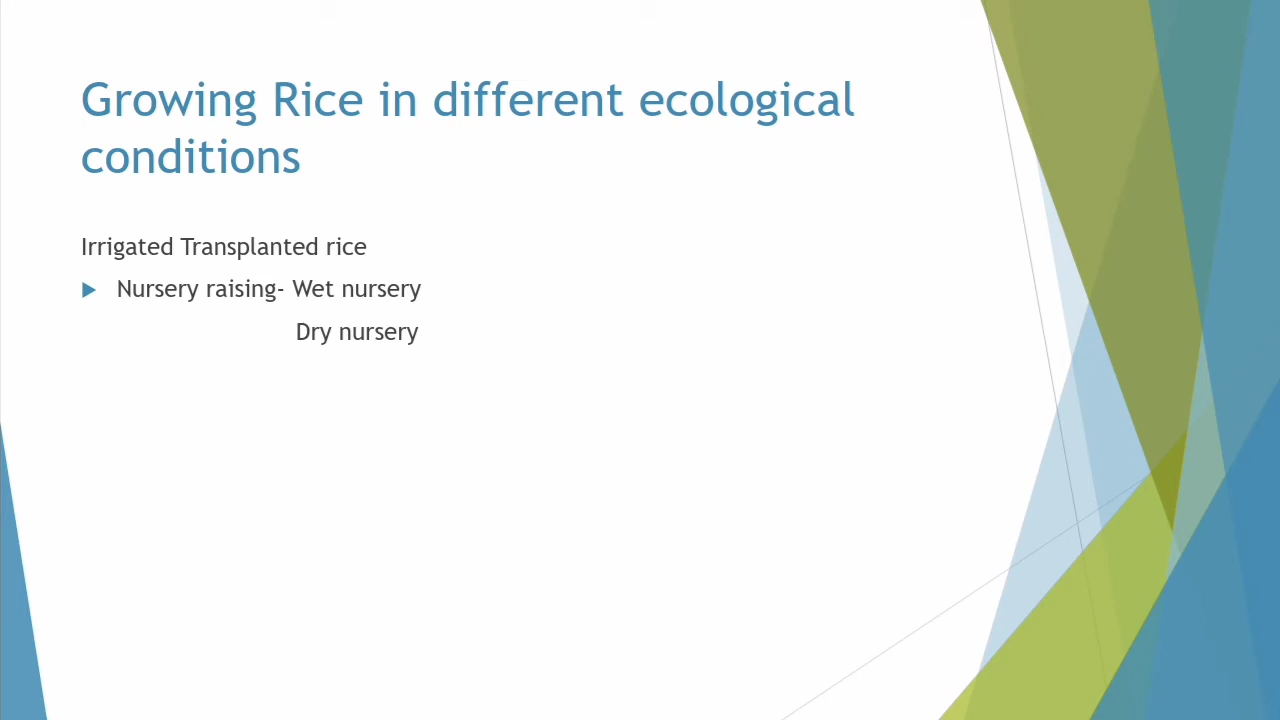 Growing Rice in different ecological
conditions
Irrigated Transplanted rice
Nursery raising- Wet nursery
Dry nursery